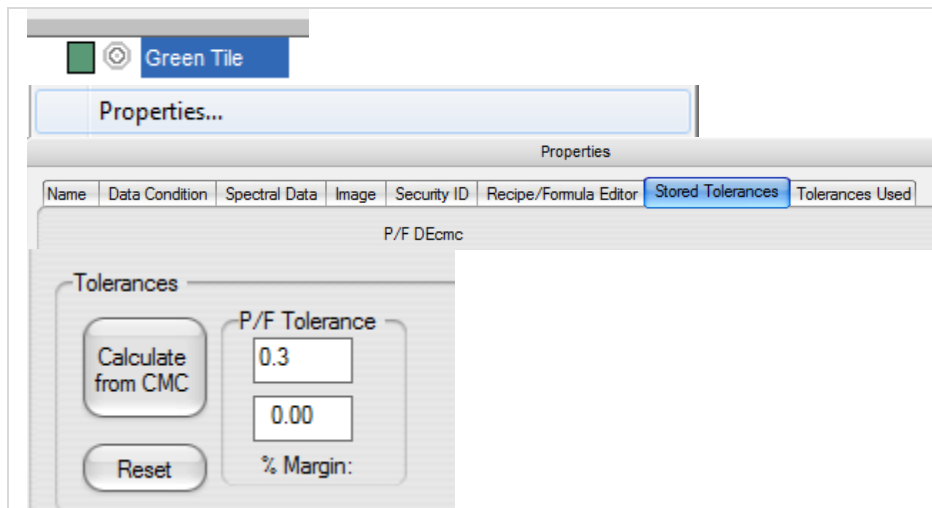 Green Tile
Properties...
Properties
Name Data Condition Spectral Data Image Security ID Recipe/Formula Editor Stored Tolerances Tolerances Used
P/F DEcmc
Tolerances
P/F Tolerance
Calculate
from CMC
0.3
0.00
Reset
% Margin: